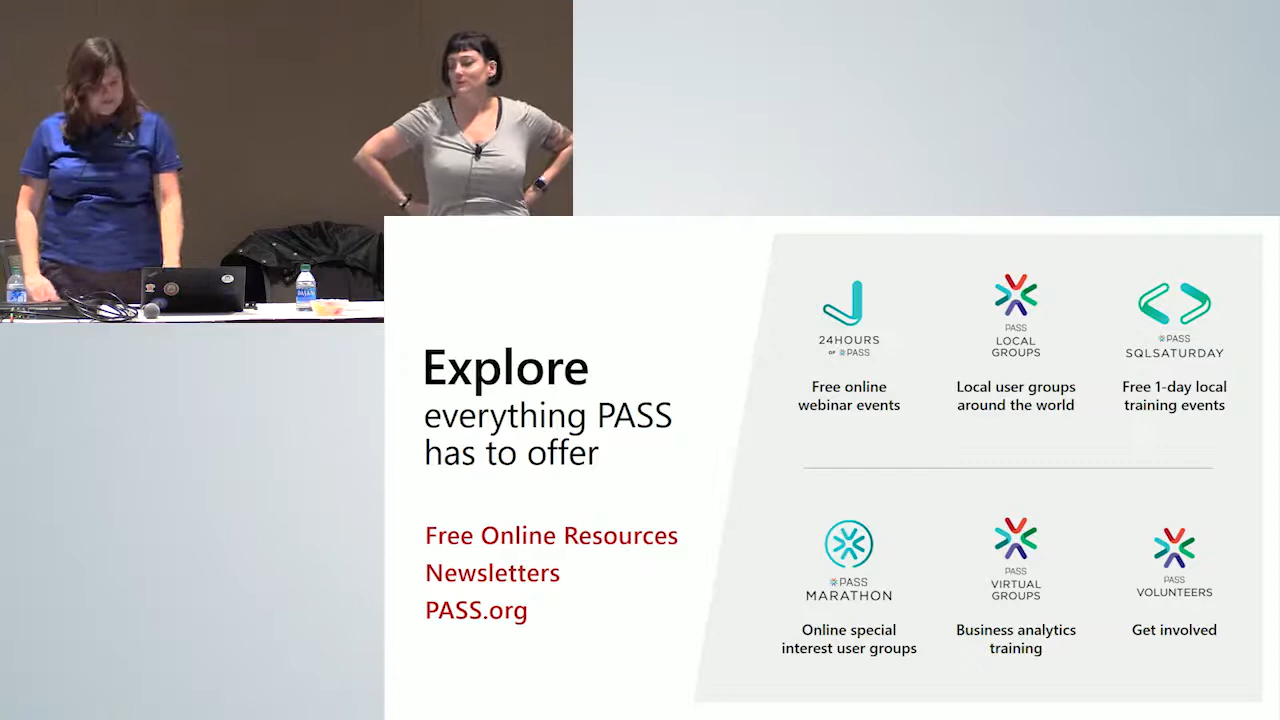 Explore
everything PASS
has to offer
Free Online Resources
Newsletters
PASS.org
24HOURS
OF PASS
Free online
webinar events
PASS
LOCAL
GROUPS
Local user groups
around the world
PASS
SQLSATURDAY
Free 1-day local
training events
PASS
MARATHON
Online special
interest user groups
PASS
VIRTUAL
GROUPS
Business analytics
training
PASS
VOLUNTEERS
Get involved